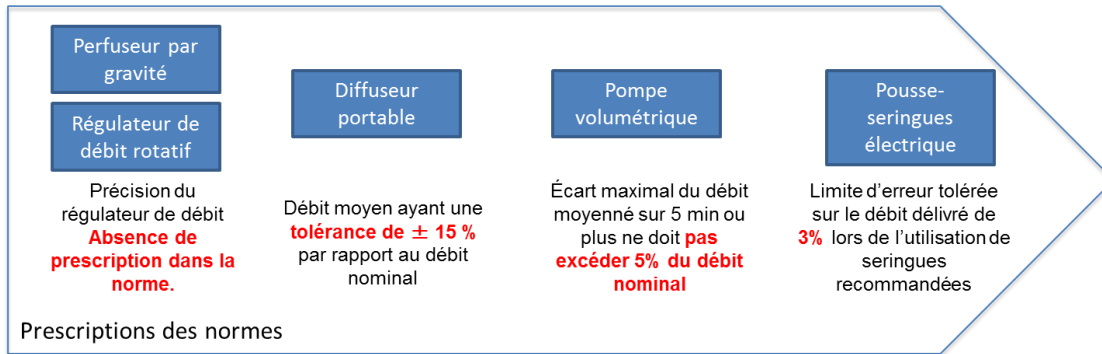 Perfuseur par
gravité
Régulateur de
débit rotatif
Précision du
régulateur de débit
Absence de
prescription dans la
norme.
Diffuseur
portable
Débit moyen ayant une
tolérance de ± 15 %
par rapport au débit
nominal
Pompe
volumétrique
Écart maximal du débit
moyenné sur 5 min ou
plus ne doit pas
excéder 5% du débit
nominal
Pousse-
seringues
électrique
Limite d’erreur tolérée
sur le débit délivré de
3% lors de l’utilisation de
seringues
recommandées
Prescriptions des normes